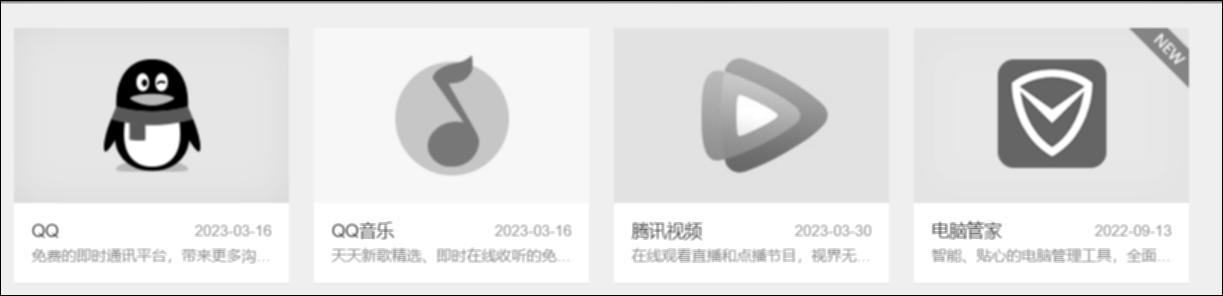 NEW
QQ 2023-03-16
免费的即时通讯平台，带来更多沟...
QQ音乐 2023-03-16
天天新歌精选、即时在线收听的免...
腾讯视频 2023-03-30
在线观看直播和点播节目，视界无...
电脑管家 2022-09-13
智能、贴心的电脑管理工具，全面...